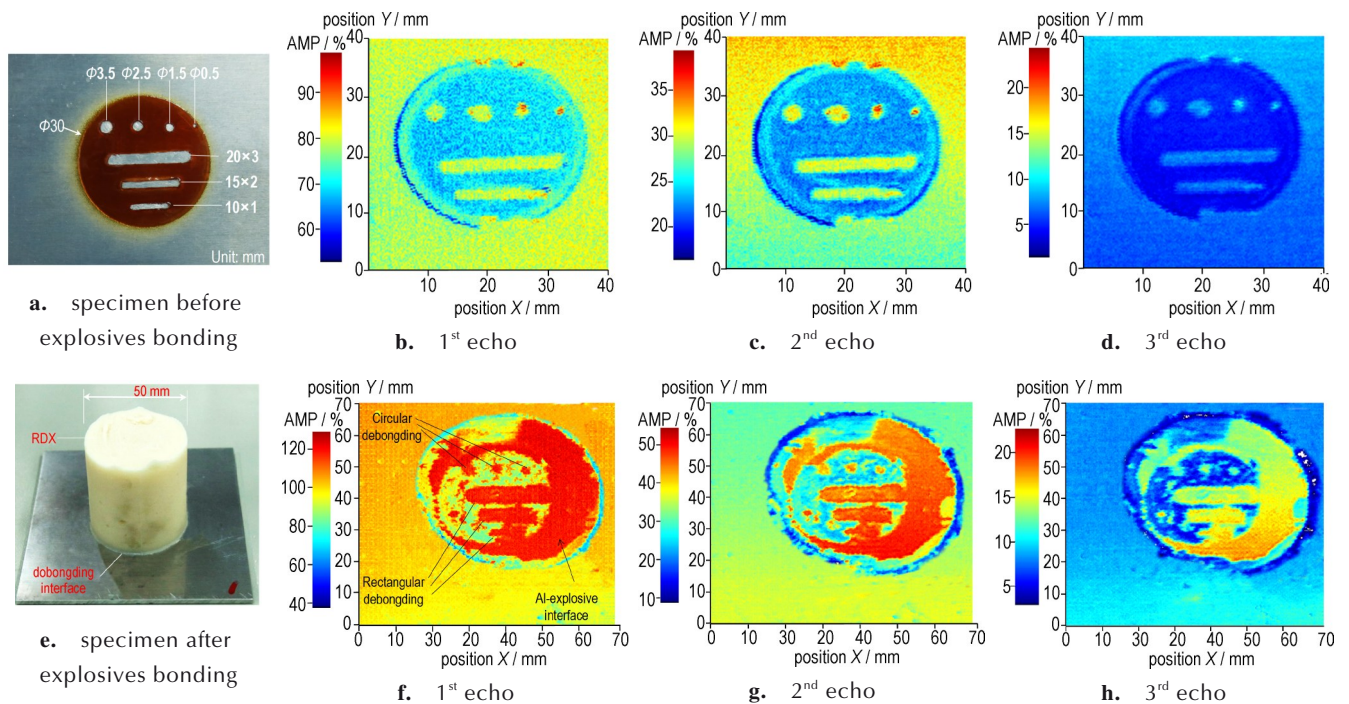 Φ3.5 Φ2.5 Φ1.5 Φ0.5
Φ30
20×3
15×2
10×1
Unit: mm
a. specimen before
explosives bonding
position Y / mm
AMP / %
90
80
70
60
40
30
20
10
0
10 20 30 40
position X / mm
b. 1st echo
position Y / mm
AMP / %
35
30
25
20
40
30
20
10
0
10 20 30 40
position X / mm
c. 2nd echo
position Y / mm
AMP / %
20
15
10
5
40
30
20
10
0
10 20 30 40
position X / mm
d. 3rd echo
50 mm
RDX
dobongding
interface
e. specimen after
explosives bonding
position Y / mm
AMP / %
120
100
80
60
40
70
60
50
40
30
20
10
0
0 10 30 20 40 50 60 70
Circular
debongding
Rectangular
debongding
Al-explosive
interface
position X / mm
f. 1st echo
position Y / mm
AMP / %
50
40
30
20
10
70
60
50
40
30
20
10
0
0 10 20 30 40 50 60 70
position X / mm
g. 2nd echo
position Y / mm
AMP / %
20
15
10
5
70
60
50
40
30
20
10
0
0 10 20 30 40 50 60 70
position X / mm
h. 3rd echo